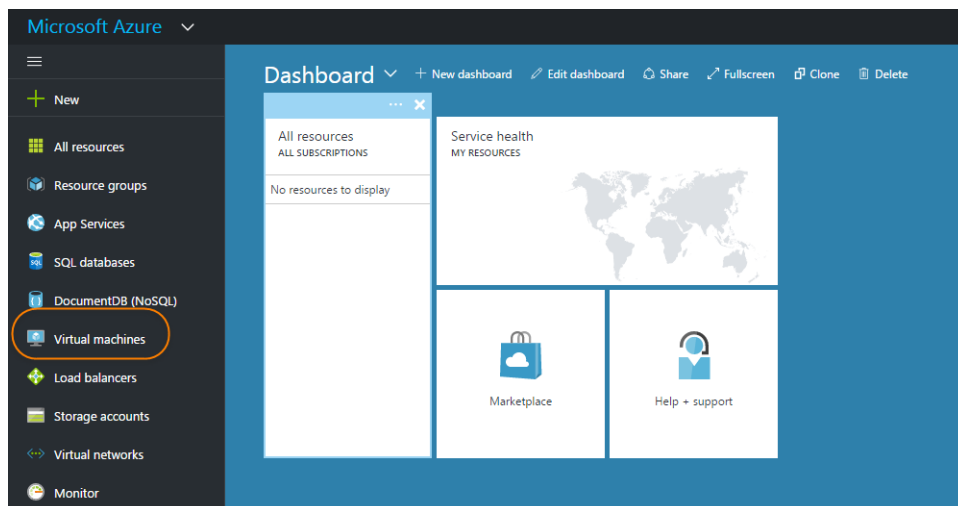 Microsoft Azure
Dashboard
New dashboard
Edit dashboard
Share
Fullscreen
Clone
Delete
New
All resources
Resource groups
App Services
SQL databases
DocumentDB (NoSQL)
Virtual machines
Load balancers
Storage accounts
Virtual networks
Monitor
All resources
ALL SUBSCRIPTIONS
No resources to display
Service health
MY RESOURCES
Marketplace
Help + support